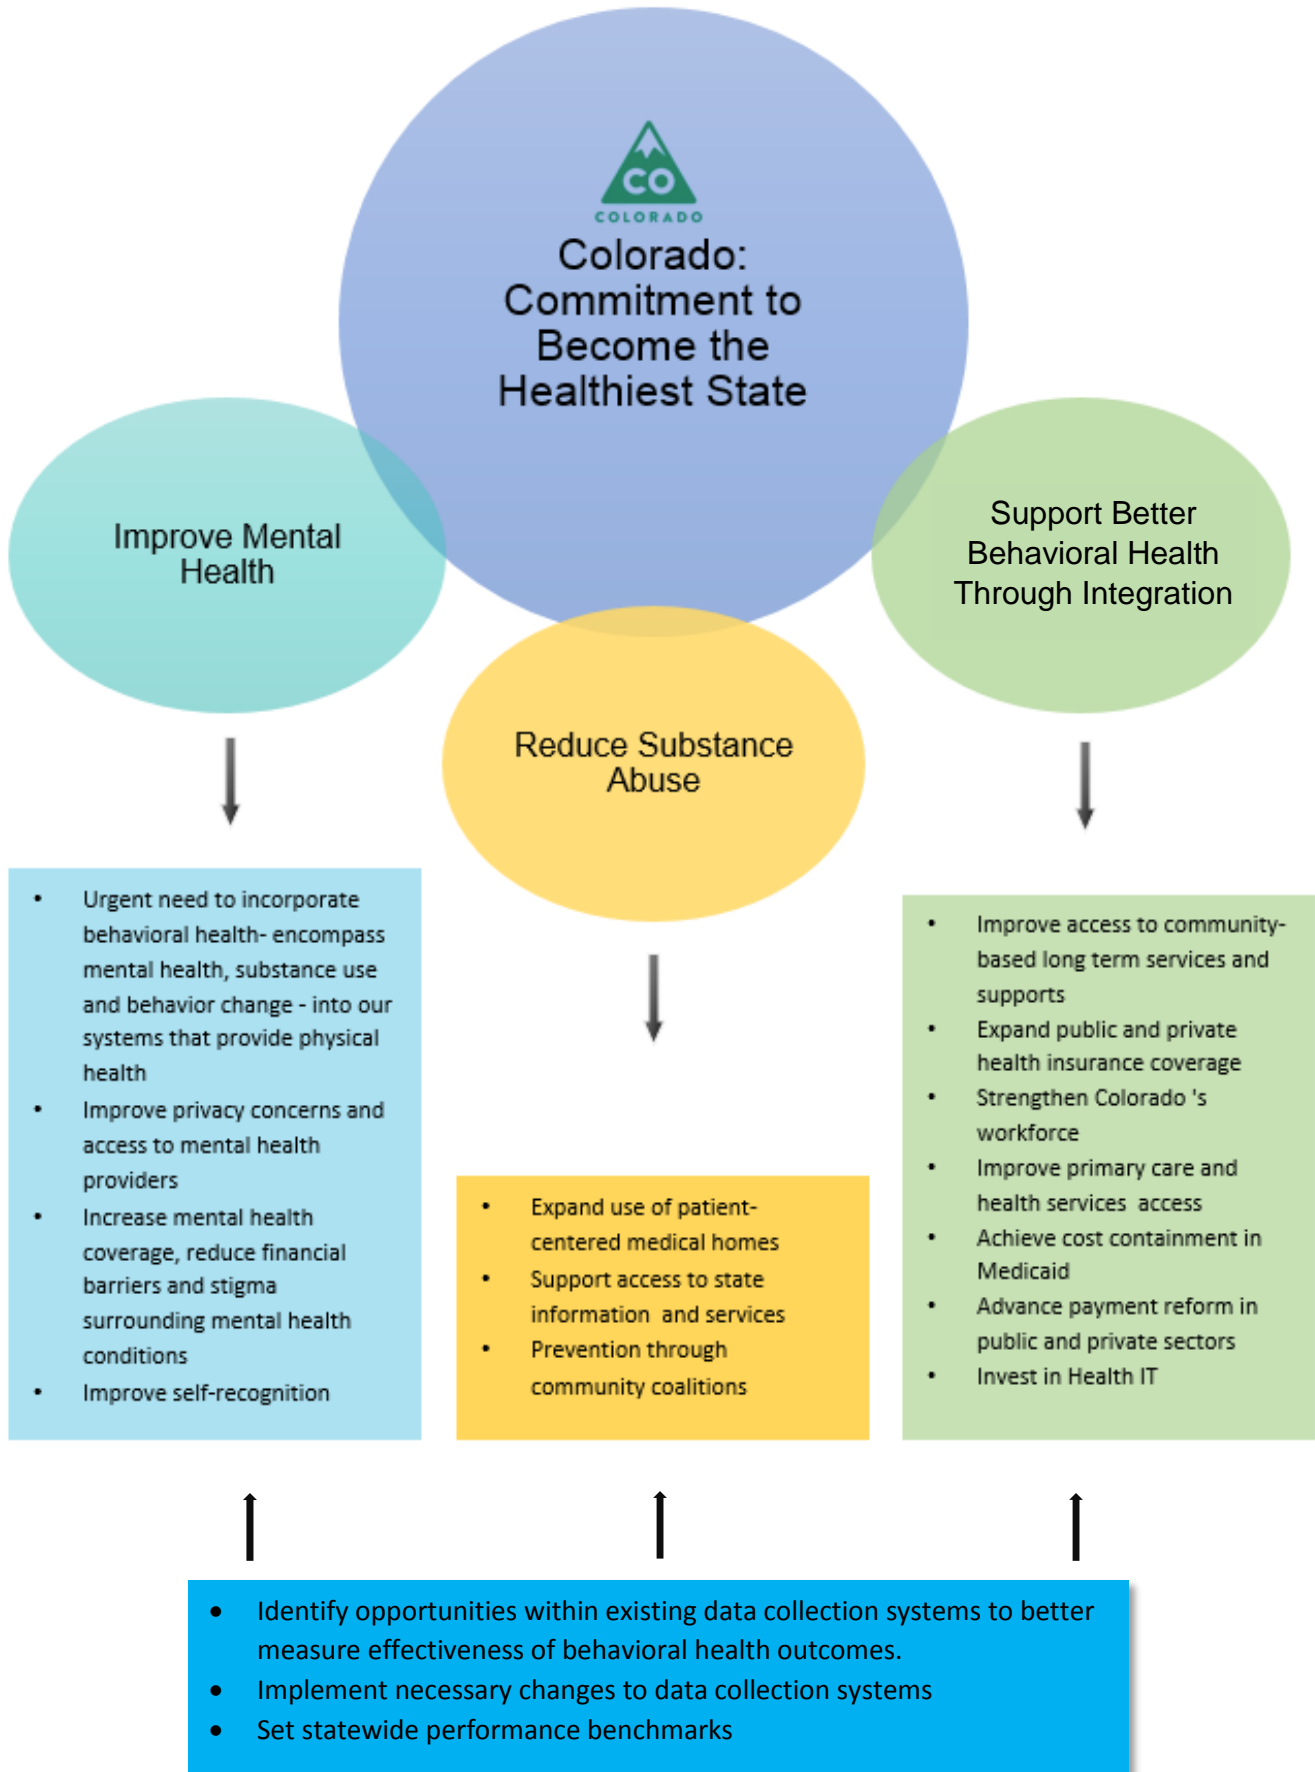 CO
COLORADO
Colorado:
Commitment to
Become the
Healthiest State
Improve Mental
Health
Support Better
Behavioral Health
Through Integration
Reduce Substance
Abuse
• Urgent need to incorporate
behavioral health- encompass
mental health, substance use
and behavior change - into our
systems that provide physical
health
• Improve privacy concerns and
access to mental health
providers
• Increase mental health
coverage, reduce financial
barriers and stigma
surrounding mental health
conditions
• Improve self-recognition
• Expand use of patient-
centered medical homes
• Support access to state
information and services
• Prevention through
community coalitions
• Improve access to community-
based long term services and
supports
• Expand public and private
health insurance coverage
• Strengthen Colorado 's
workforce
• Improve primary care and
health services access
• Achieve cost containment in
Medicaid
• Advance payment reform in
public and private sectors
• Invest in Health IT
• Identify opportunities within existing data collection systems to better
measure effectiveness of behavioral health outcomes.
• Implement necessary changes to data collection systems
• Set statewide performance benchmarks